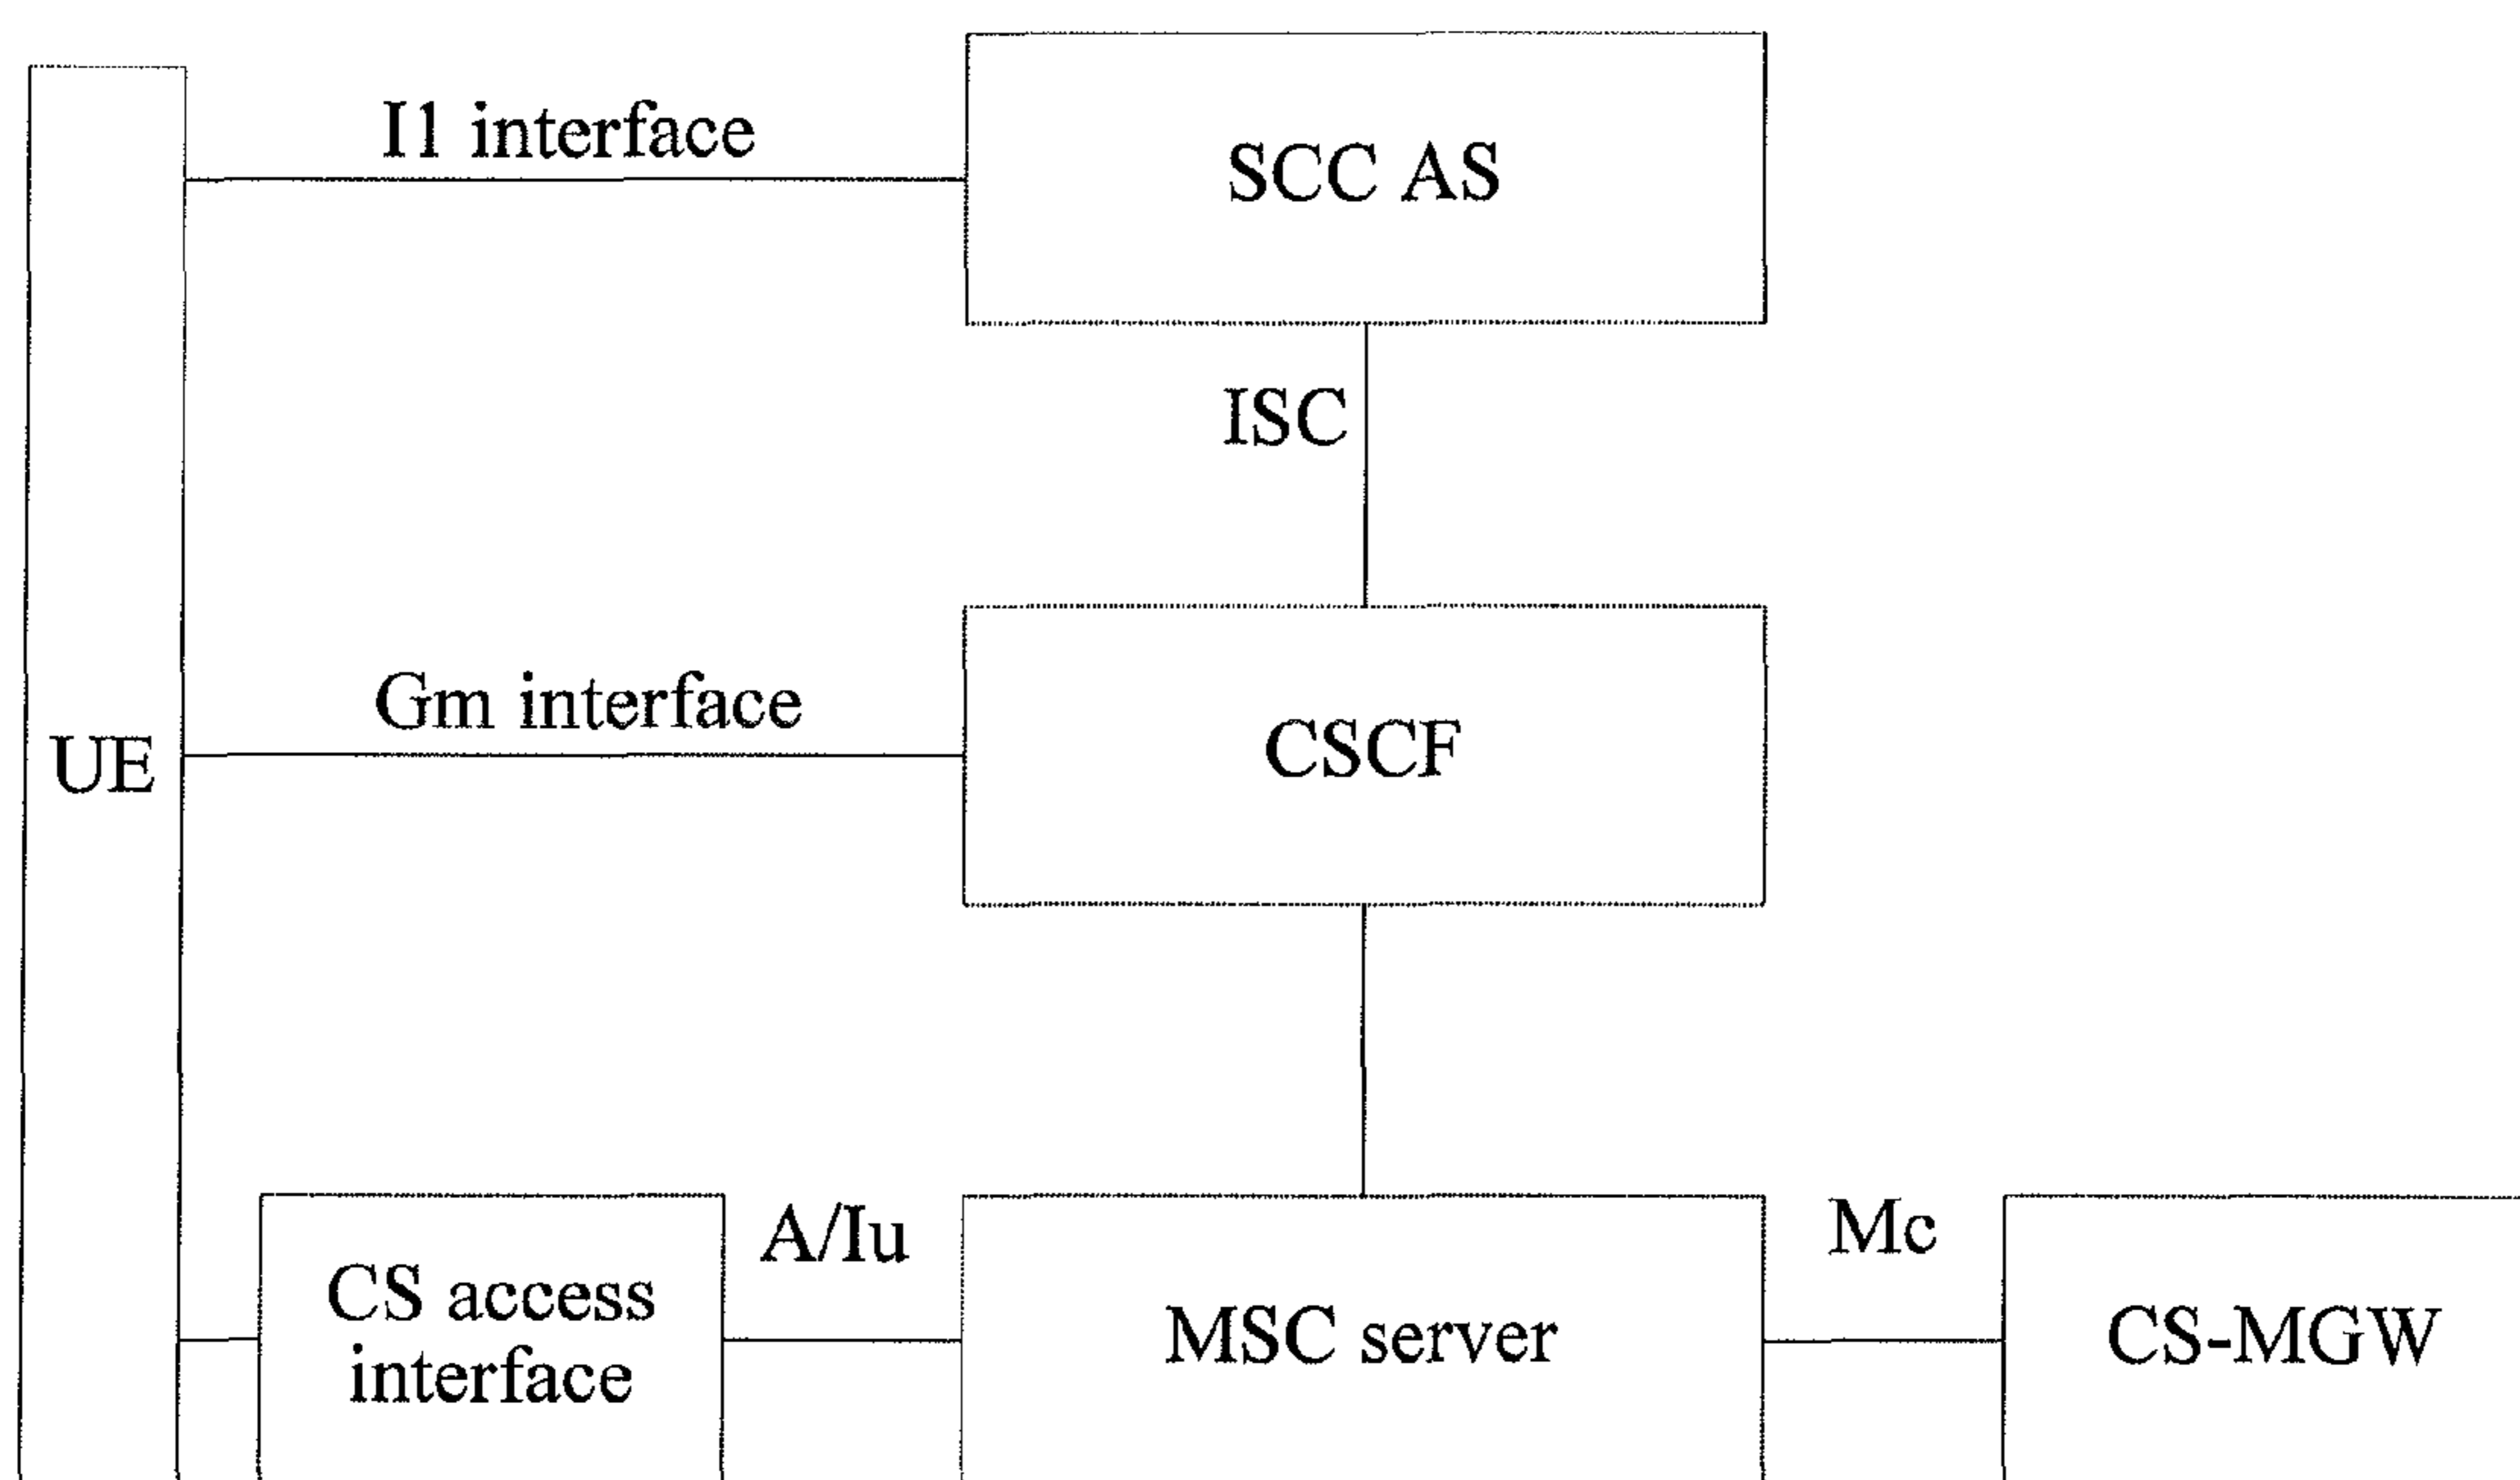 I1 interface
SCC AS
ISC
Gm interface
CSCF
UE
A/Iu
Mc
CS access
interface
MSC server
CS-MGW